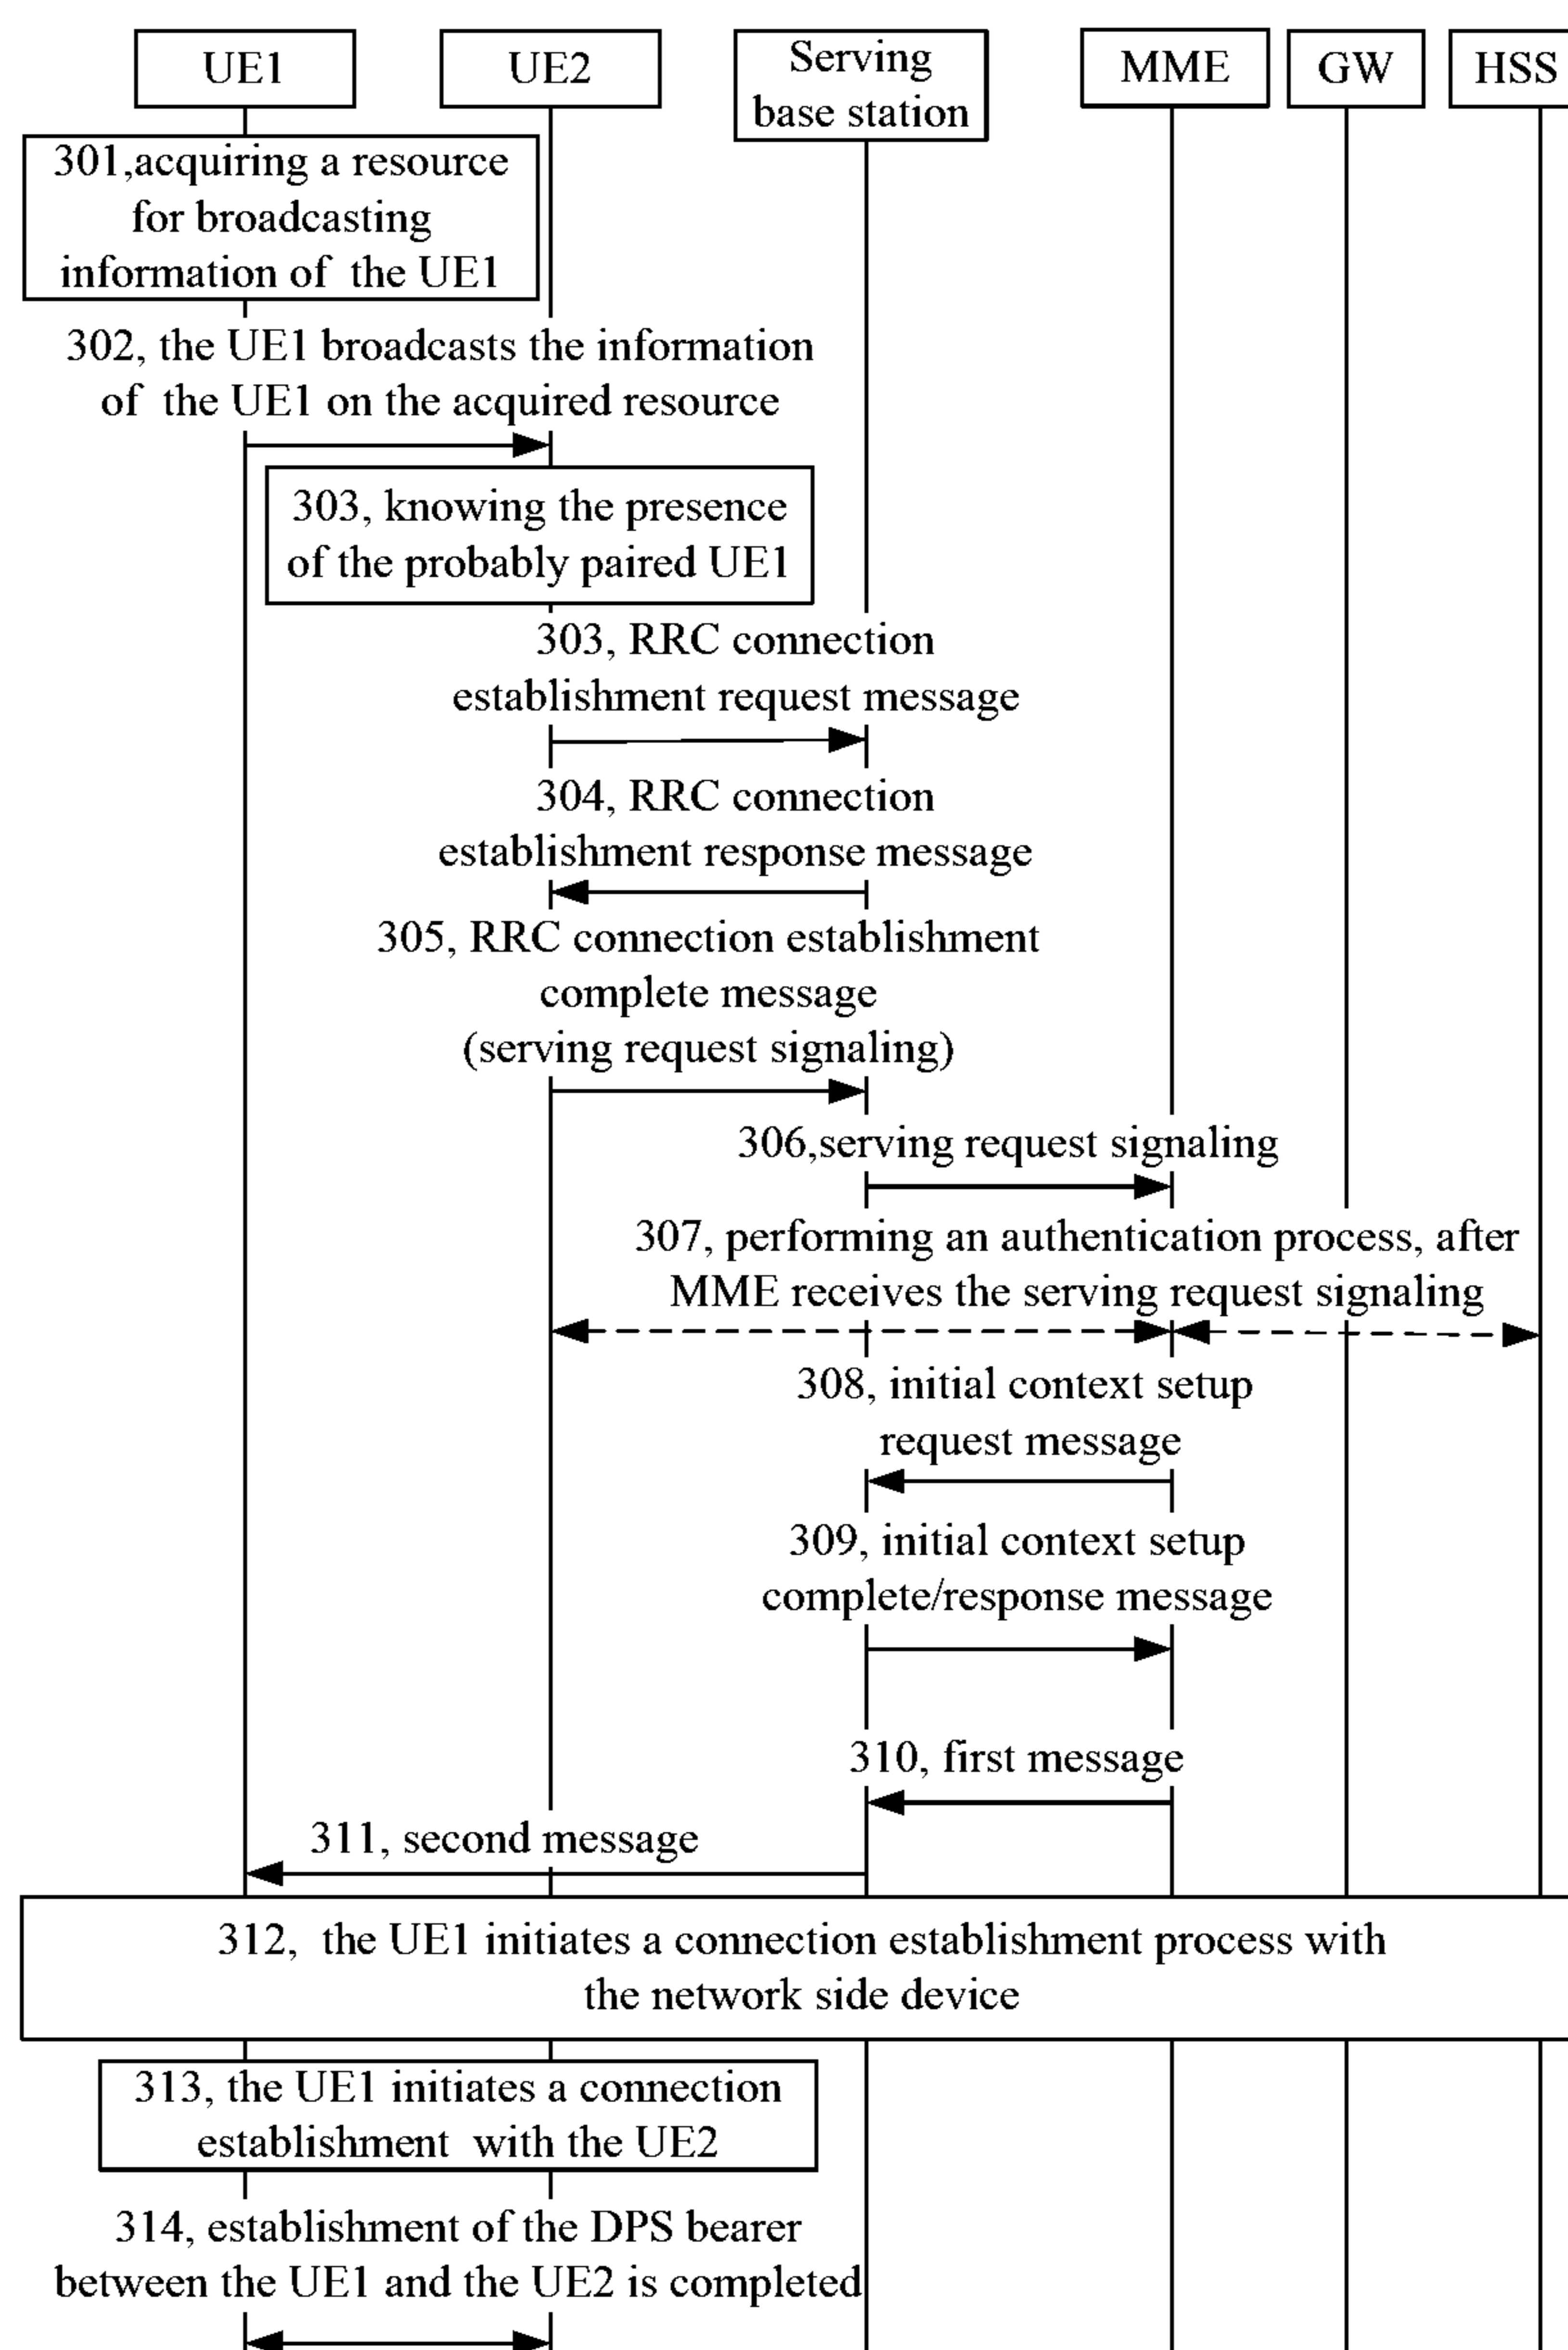 UE1
UE2
Serving
base station
MME
GW
HSS
301,acquiring a resource
for broadcasting
information of the UE1
302, the UE1 broadcasts the information
of the UE1 on the acquired resource
303, knowing the presence
of the probably paired UE1
303, RRC connection
establishment request message
304, RRC connection
establishment response message
305, RRC connection establishment
complete message
(serving request signaling)
306,serving request signaling
307, performing an authentication process, after
MME receives the serving request signaling
308, initial context setup
request message
309, initial context setup
complete/response message
310, first message
311, second message
312, the UE1 initiates a connection establishment process with
the network side device
313, the UE1 initiates a connection
establishment with the UE2
314, establishment of the DPS bearer
between the UE1 and the UE2 is completed